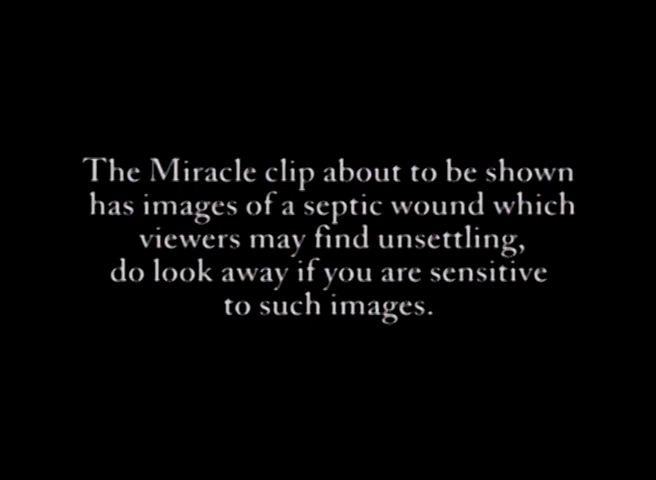 The Miracle clip about to be shown
has images of a septic wound which
viewers may find unsettling,
do look away if you are sensitive
to such images.